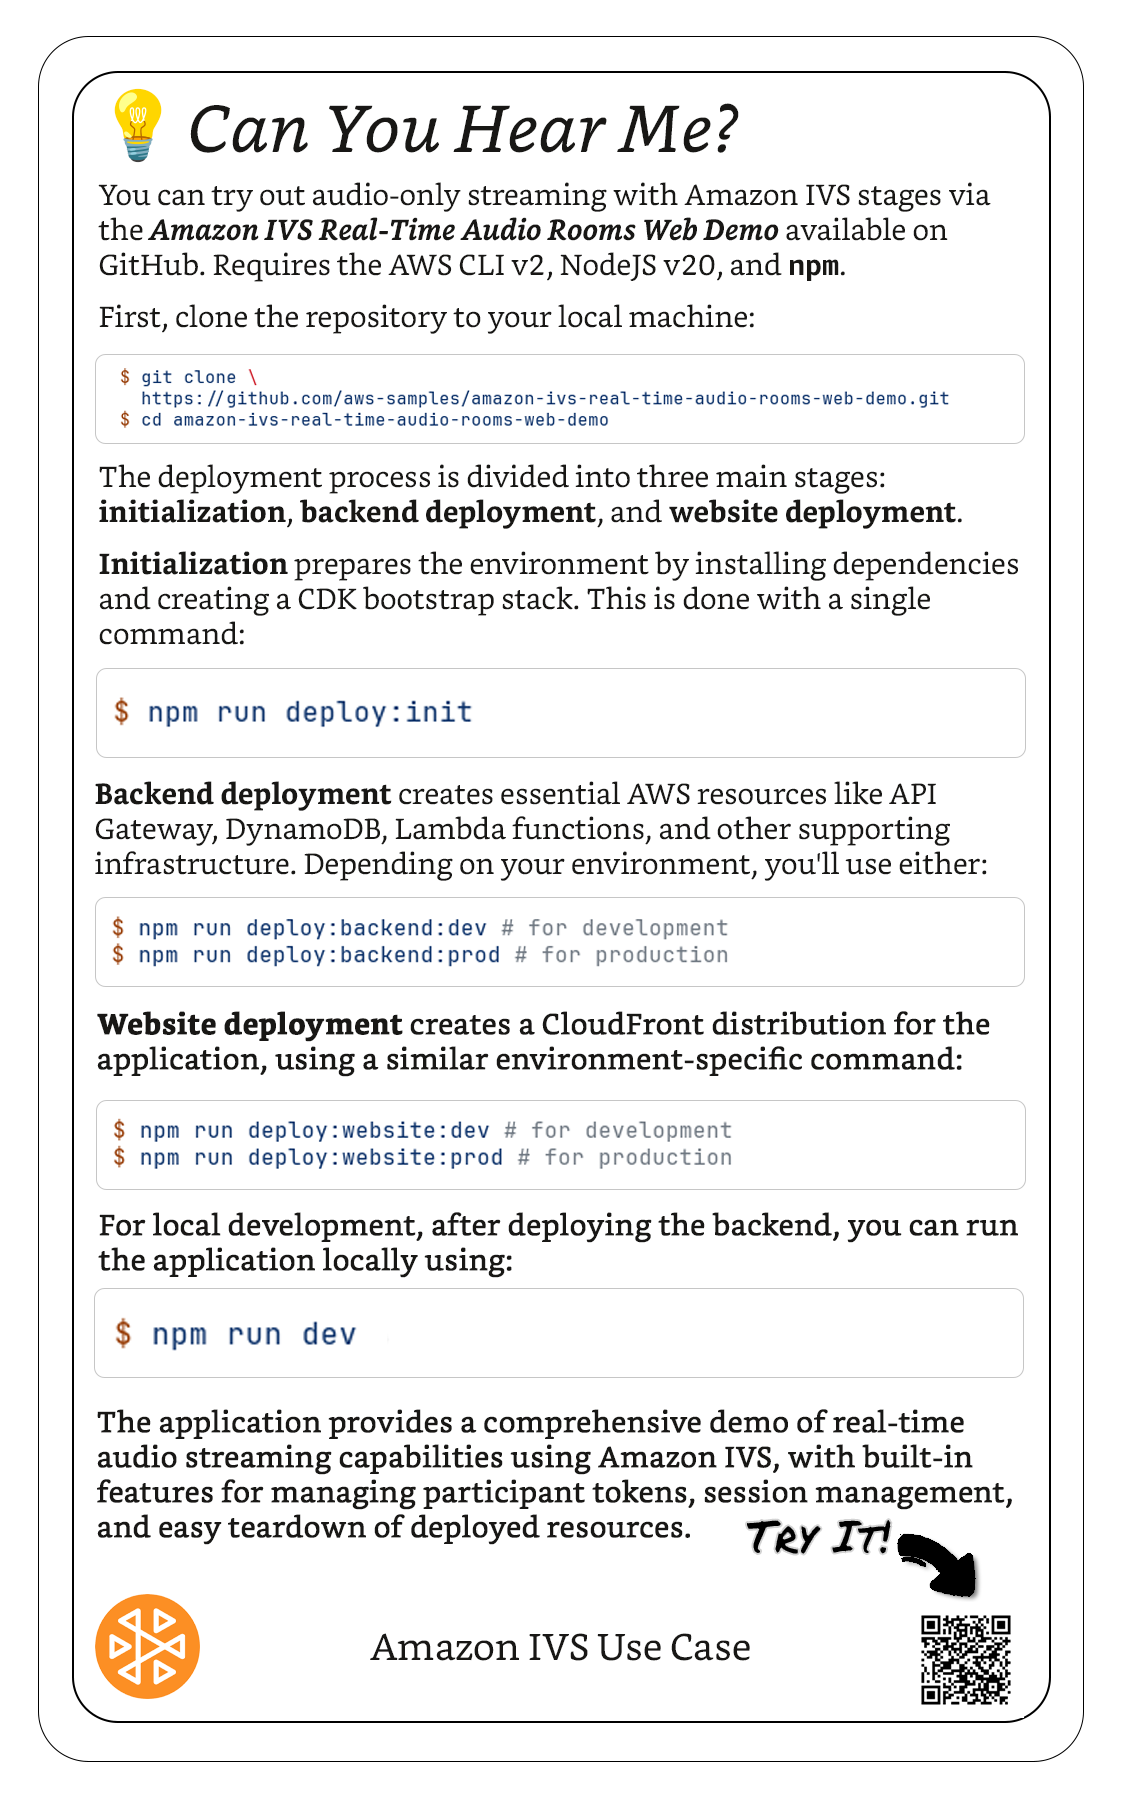 Can You Hear Me?
You can try out audio-only streaming with Amazon IVS stages via
the Amazon IVS Real-Time Audio Rooms Web Demo available on
GitHub. Requires the AWS CLI v2, NodeJS v20, and npm.
First, clone the repository to your local machine:
$ git clone \
https://github.com/aws-samples/amazon-ivs-real-time-audio-rooms-web-demo.git
$ cd amazon-ivs-real-time-audio-rooms-web-demo
The deployment process is divided into three main stages:
initialization, backend deployment, and website deployment.
Initialization prepares the environment by installing dependencies
and creating a CDK bootstrap stack. This is done with a single
command:
$ npm run deploy:init
Backend deployment creates essential AWS resources like API
Gateway, DynamoDB, Lambda functions, and other supporting
infrastructure. Depending on your environment, you'll use either:
$ npm run deploy:backend:dev # for development
$ npm run deploy:backend:prod # for production
Website deployment creates a CloudFront distribution for the
application, using a similar environment-specific command:
$ npm run deploy:website:dev # for development
$ npm run deploy:website:prod # for production
For local development, after deploying the backend, you can run
the application locally using:
$ npm run dev
The application provides a comprehensive demo of real-time
audio streaming capabilities using Amazon IVS, with built-in
features for managing participant tokens, session management,
and easy teardown of deployed resources.
Try It!
Amazon IVS Use Case